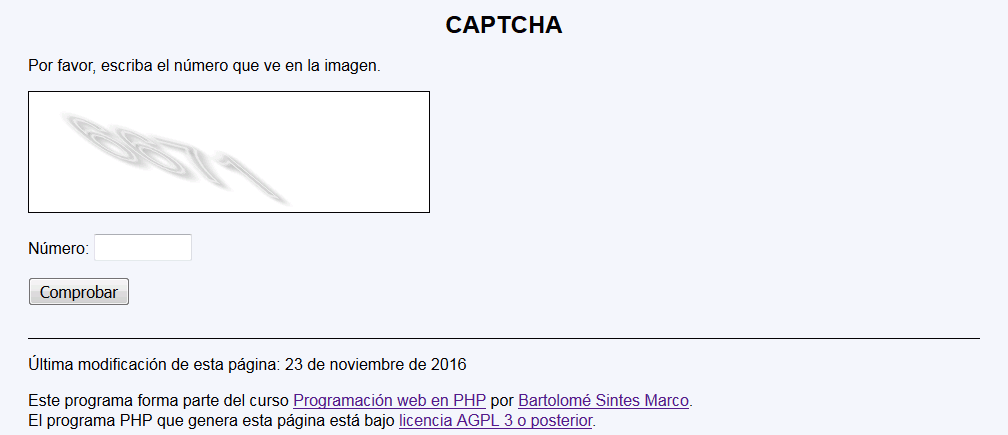 CAPTCHA
Por favor, escriba el número que ve en la imagen.
6671
Número:
Comprobar
Última modificación de esta página: 23 de noviembre de 2016
Este programa forma parte del curso Programación web en PHP por Bartolomé Sintes Marco.
El programa PHP que genera esta página está bajo licencia AGPL 3 o posterior.